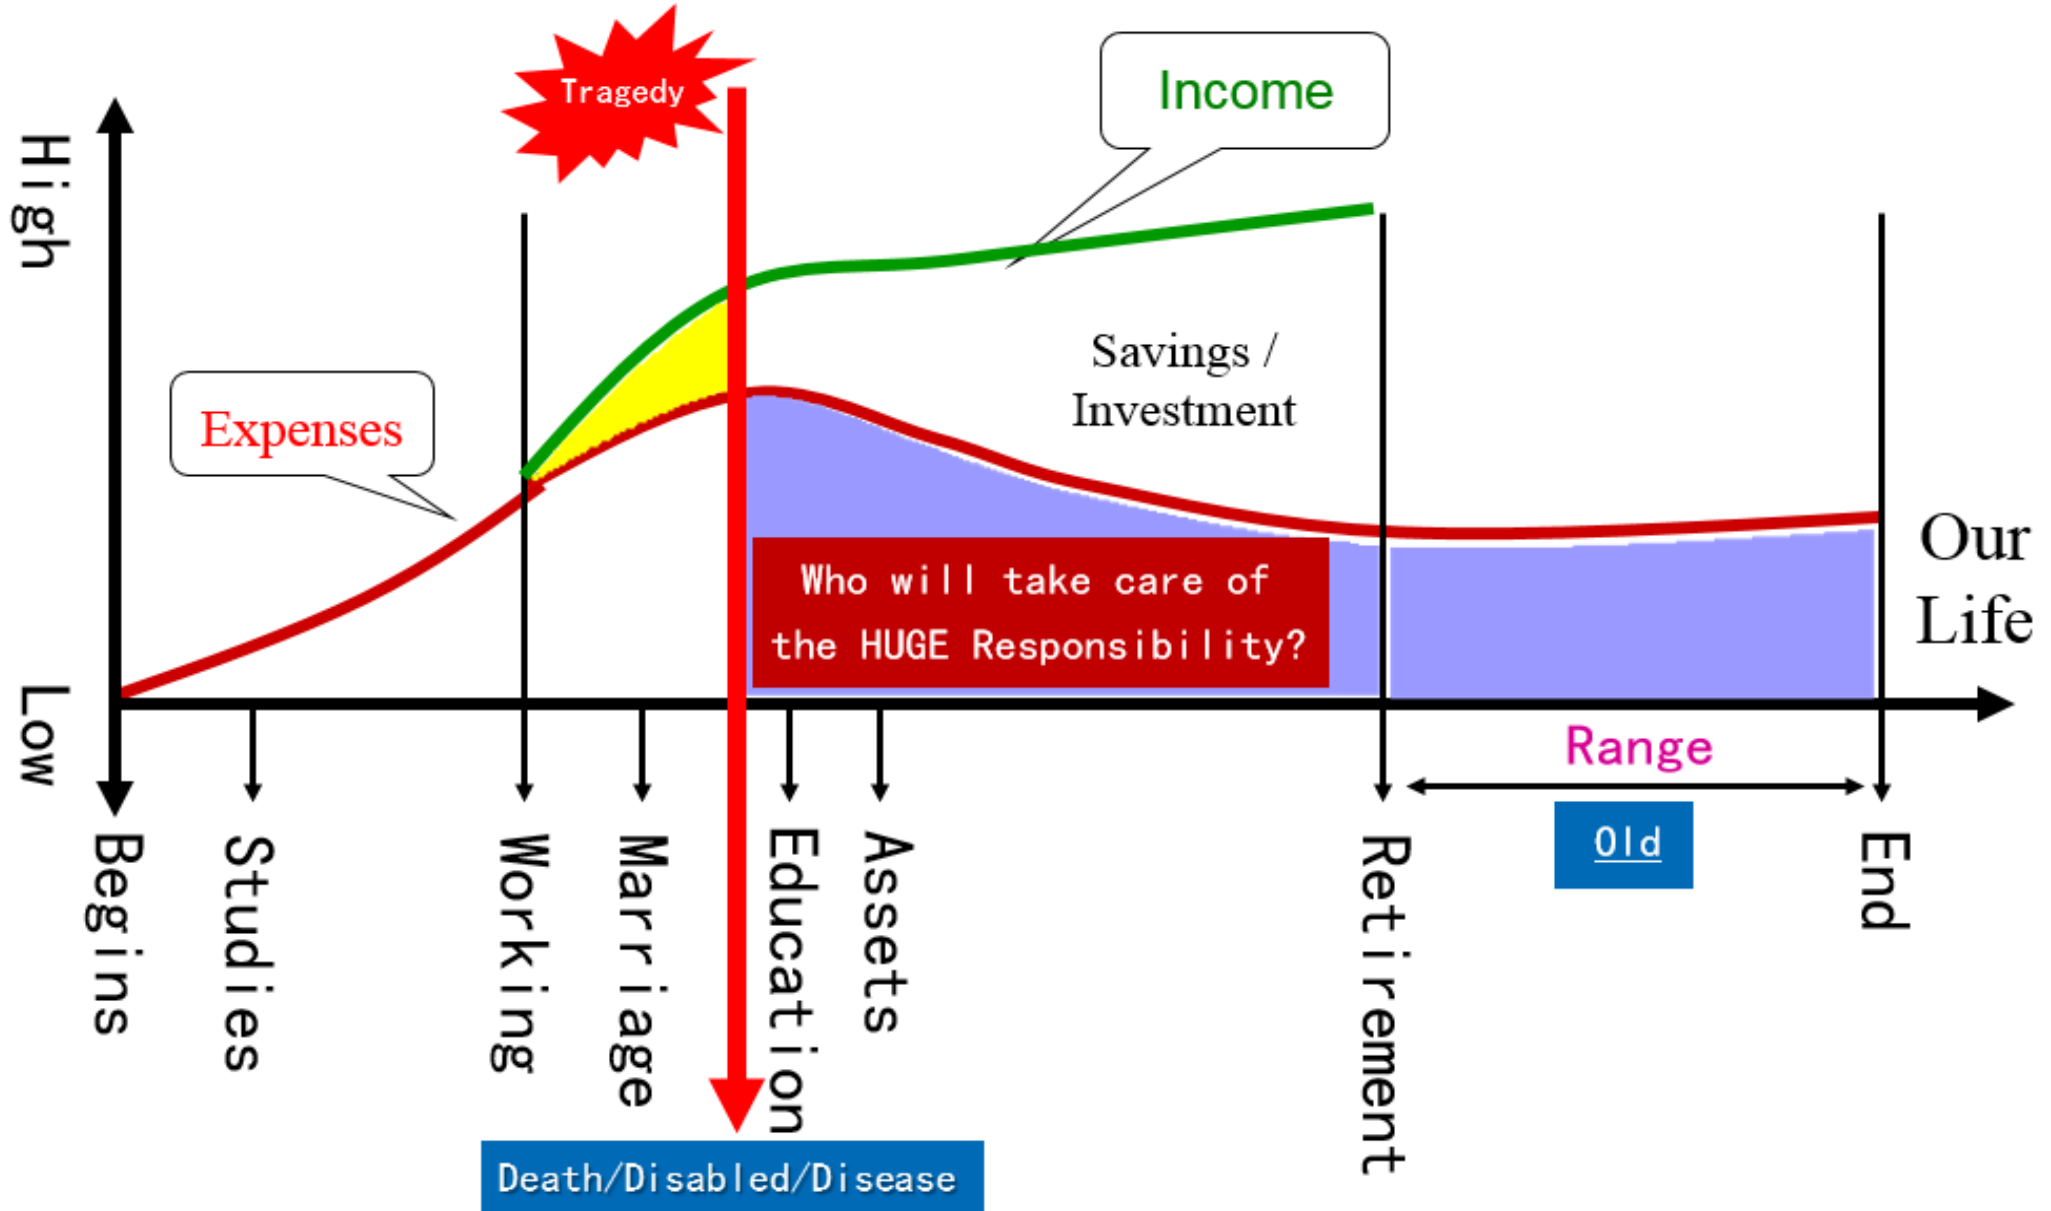 Tragedy
Income
High
Savings /
Investment
Expenses
Our
Life
Who will take care of
the HUGE Responsibility?
Low
Range
Old
Begins
Studies
Working
Marriage
Education
Assets
Retirement
End
Death/Disabled/Disease